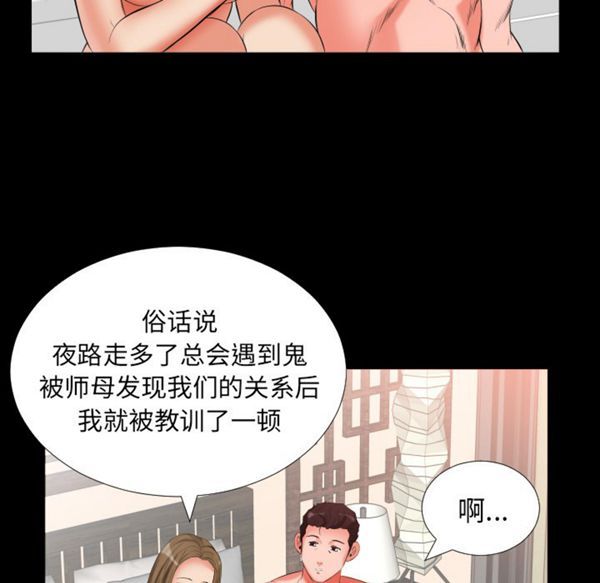 俗话说
夜路走多了总会遇到鬼
被师母发现我们的关系后
我就被教训了一顿
啊...